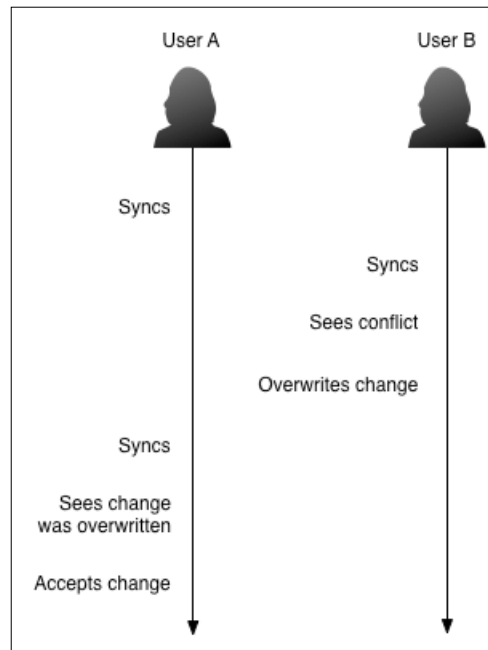 User A
User B
Syncs
Syncs
Sees conflict
Overwrites change
Syncs
Sees change
was overwritten
Accepts change